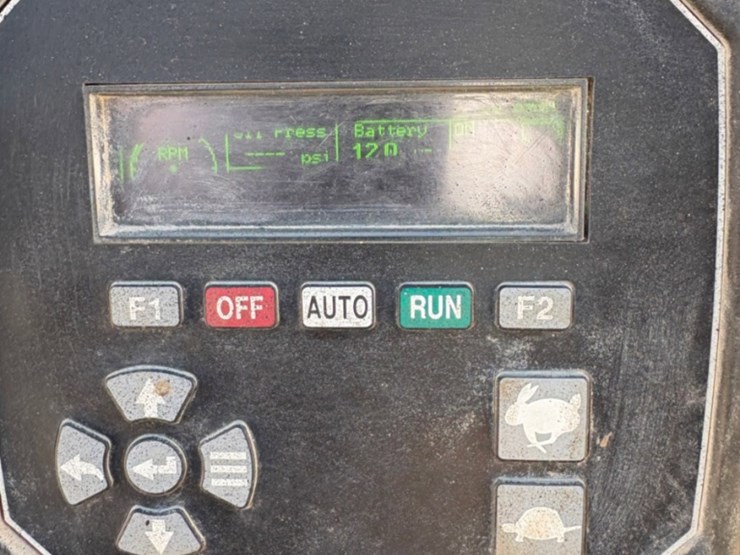 Press Battery
RPM ---- psi 12.0
F1 OFF AUTO RUN F2